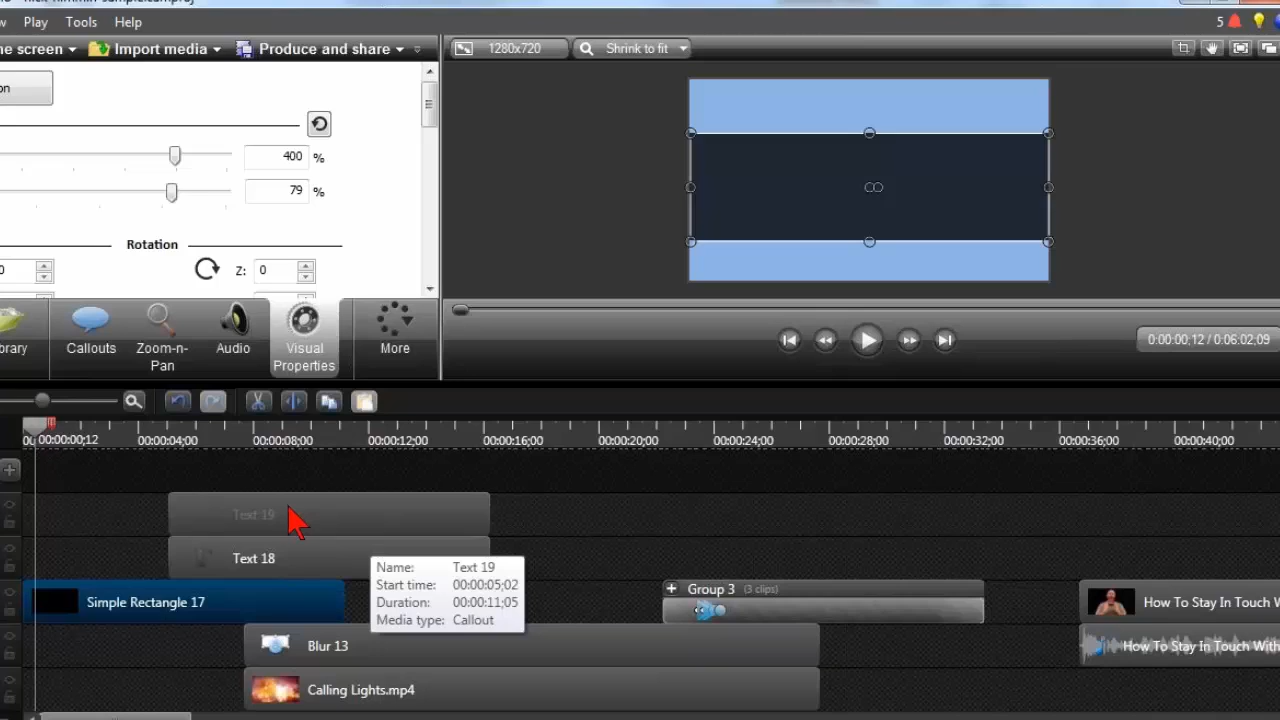 Play Tools Help
5
ne screen Import media Produce and share
1280x720 Shrink to fit
on
400 %
79 %
Rotation
0 Z: 0
brary Callouts Zoom-n-Pan Audio Visual Properties More
0:00:00;12 / 0:06:02;09
00:00:00;12 00:00:04;00 00:00:08;00 00:00:12;00 00:00:16;00 00:00:20;00 00:00:24;00 00:00:28;00 00:00:32;00 00:00:36;00 00:00:40;00
Text 19
Text 18
Name: Text 19
Start time: 00:00:05;02
Duration: 00:00:11;05
Media type: Callout
Simple Rectangle 17
Group 3 (3 clips)
How To Stay In Touch W
Blur 13
How To Stay In Touch With
Calling Lights.mp4